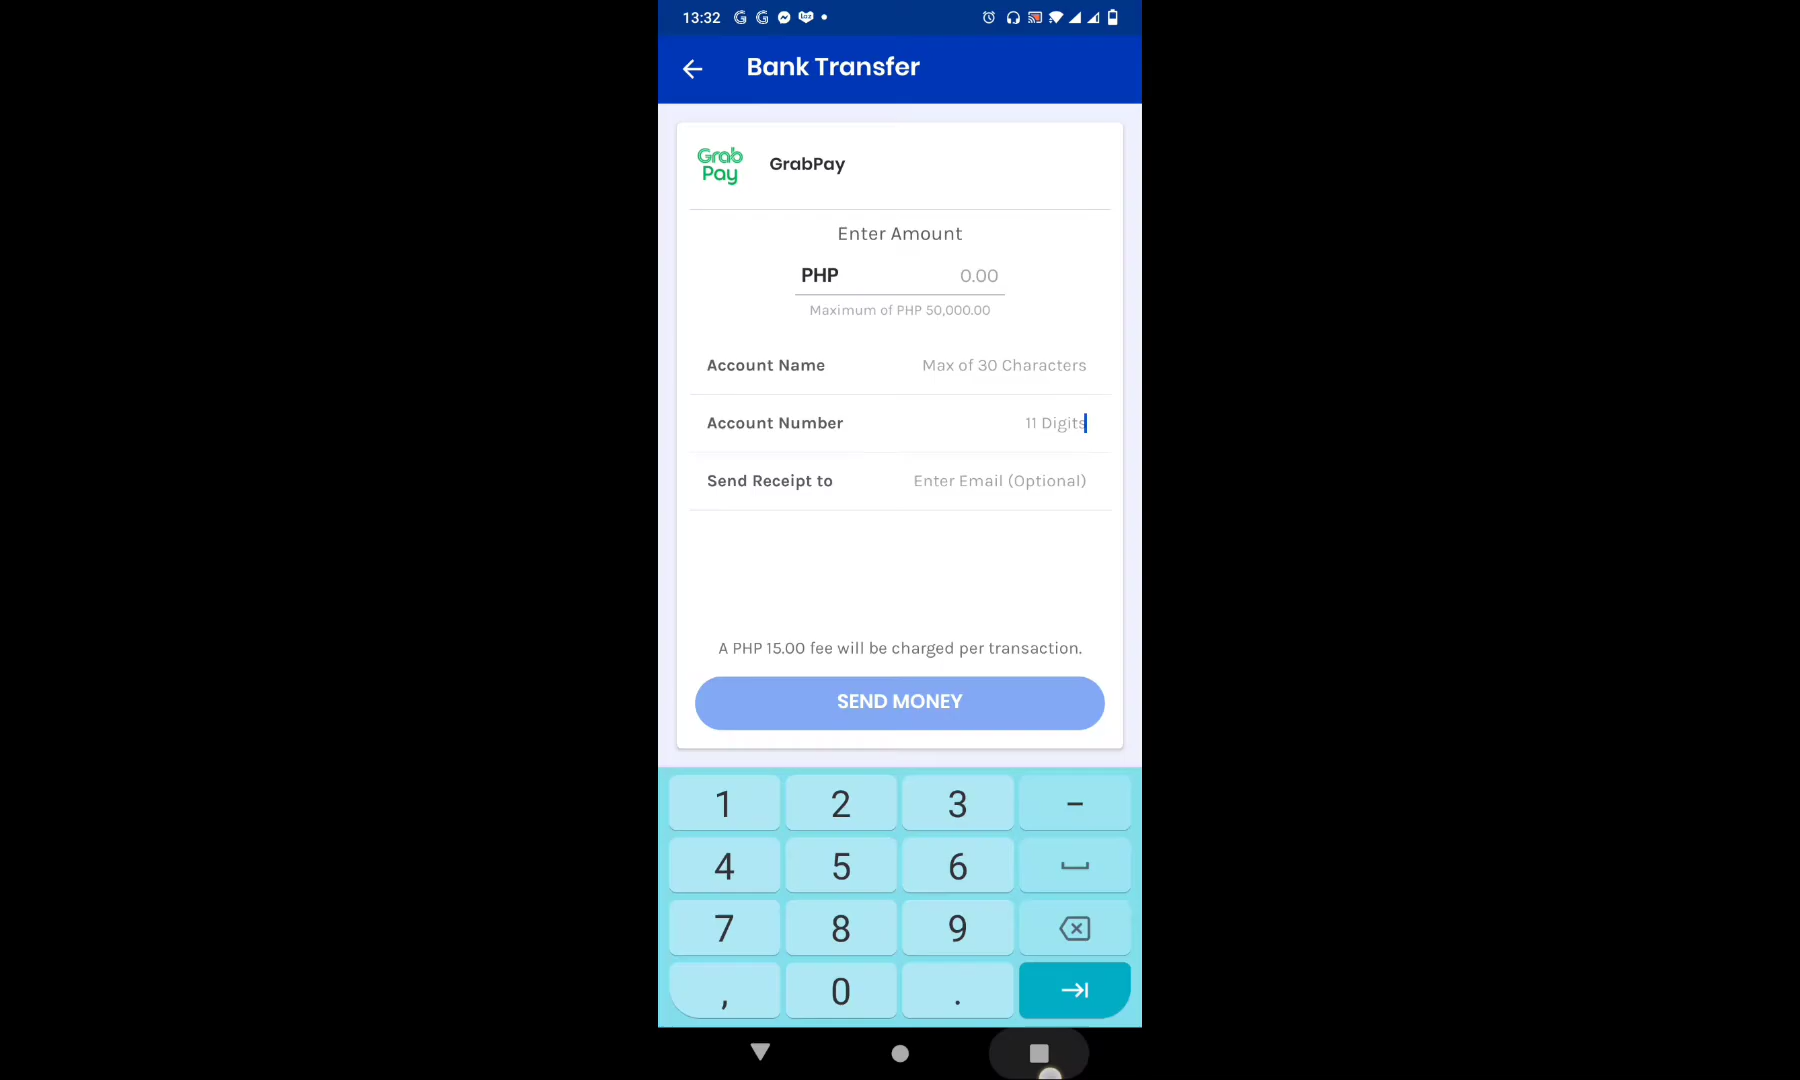 13:32
Bank Transfer
Grab
Pay
GrabPay
Enter Amount
PHP 0.00
Maximum of PHP 50,000.00
Account Name Max of 30 Characters
Account Number 11 Digits
Send Receipt to Enter Email (Optional)
A PHP 15.00 fee will be charged per transaction.
SEND MONEY
1 2 3 -
4 5 6
7 8 9
, 0 .